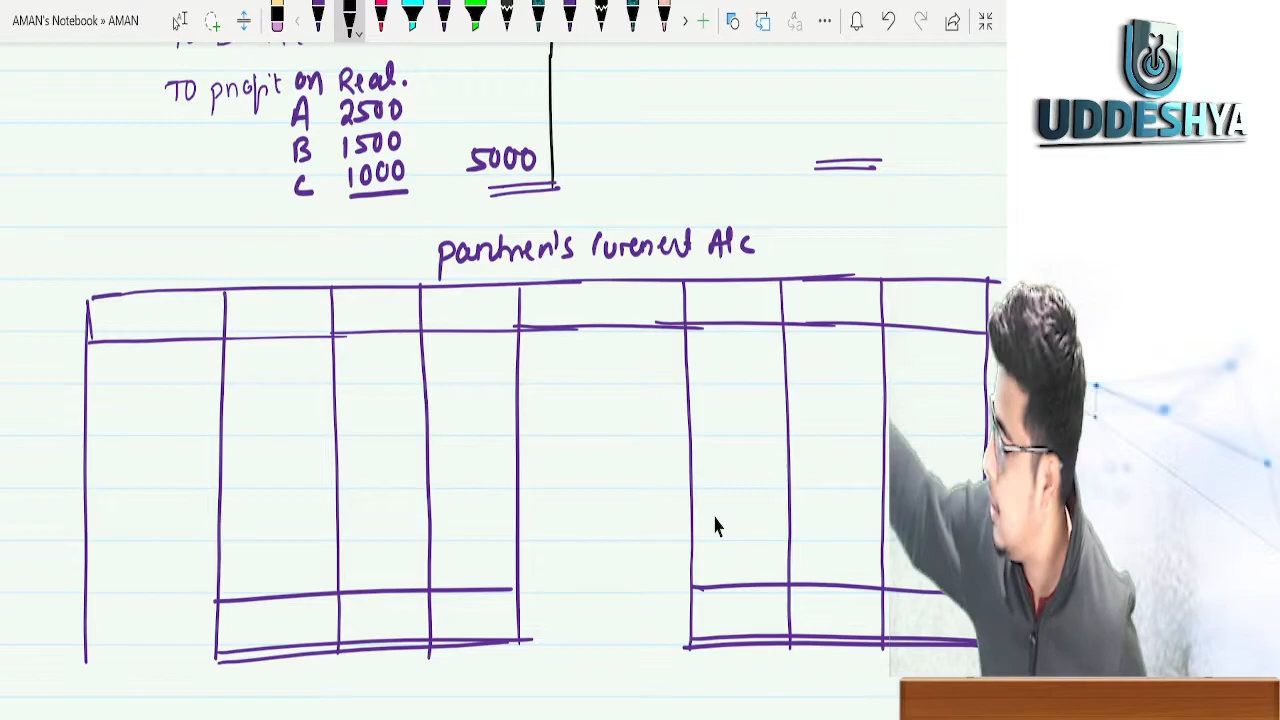 AMAN's Notebook » AMAN
To profit on Real.
A 2500
B 1500
C 1000 5000
Partner's Current A/c
UDDESHYA